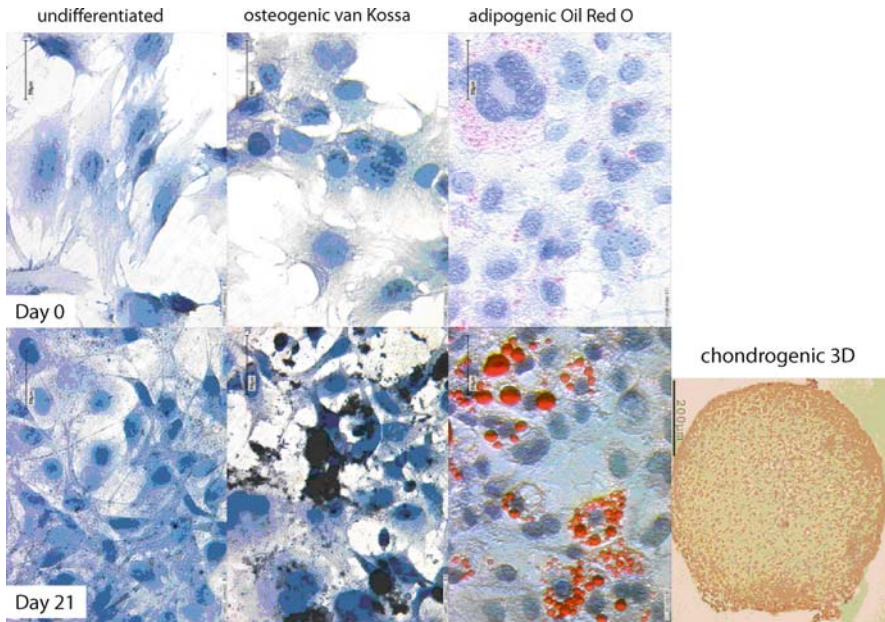 undifferentiated
osteogenic van Kossa
adipogenic Oil Red O
Day 0
chondrogenic 3D
200µm
Day 21